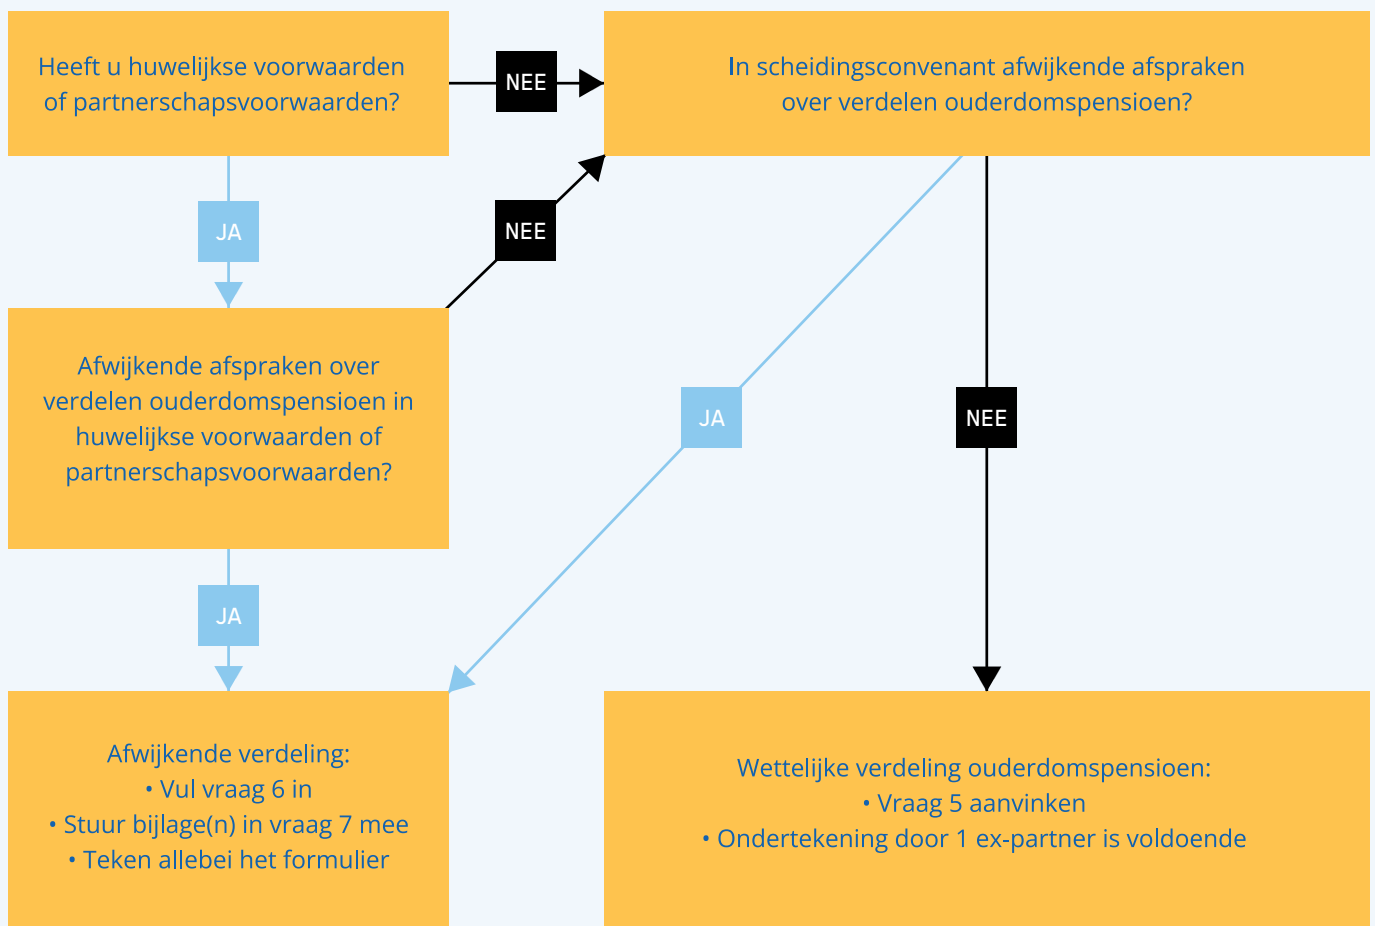 Heeft u huwelijkse voorwaarden
of partnerschapsvoorwaarden?
NEE
In scheidingsconvenant afwijkende afspraken
over verdelen ouderdomspensioen?
JA
NEE
Afwijkende afspraken over
verdelen ouderdomspensioen in
huwelijkse voorwaarden of
partnerschapsvoorwaarden?
JA
NEE
JA
Afwijkende verdeling:
• Vul vraag 6 in
• Stuur bijlage(n) in vraag 7 mee
• Teken allebei het formulier
Wettelijke verdeling ouderdomspensioen:
• Vraag 5 aanvinken
• Ondertekening door 1 ex-partner is voldoende